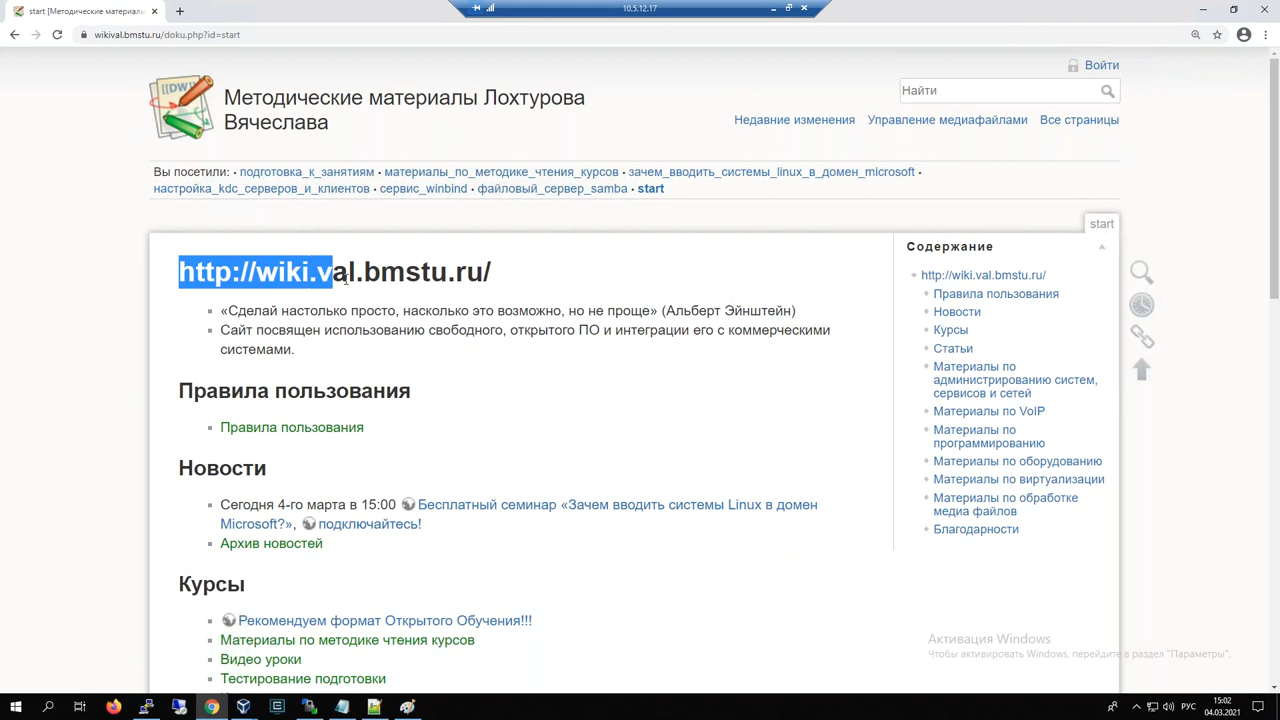 start [Методические материалы
10.5.12.17
wikival.bmstu.ru/doku.php?id=start
Войти
Методические материалы Лохтурова
Вячеслава
Найти
Недавние изменения Управление медиафайлами Все страницы
Вы посетили: • подготовка_к_занятиям • материалы_по_методике_чтения_курсов • зачем_вводить_системы_linux_в_домен_microsoft •
настройка_kdc_серверов_и_клиентов • сервис_winbind • файловый_сервер_samba • start
start
http://wiki.val.bmstu.ru/
«Сделай настолько просто, насколько это возможно, но не проще» (Альберт Эйнштейн)
Сайт посвящен использованию свободного, открытого ПО и интеграции его с коммерческими
системами.
Правила пользования
Правила пользования
Новости
Сегодня 4-го марта в 15:00 Бесплатный семинар «Зачем вводить системы Linux в домен
Microsoft?», подключайтесь!
Архив новостей
Курсы
Рекомендуем формат Открытого Обучения!!!
Материалы по методике чтения курсов
Видео уроки
Тестирование подготовки
Содержание
http://wiki.val.bmstu.ru/
Правила пользования
Новости
Курсы
Статьи
Материалы по
администрированию систем,
сервисов и сетей
Материалы по VoIP
Материалы по
программированию
Материалы по оборудованию
Материалы по виртуализации
Материалы по обработке
медиа файлов
Благодарности
Активация Windows
Чтобы активировать Windows, перейдите в раздел "Параметры".
РУС
15:02
04.03.2021